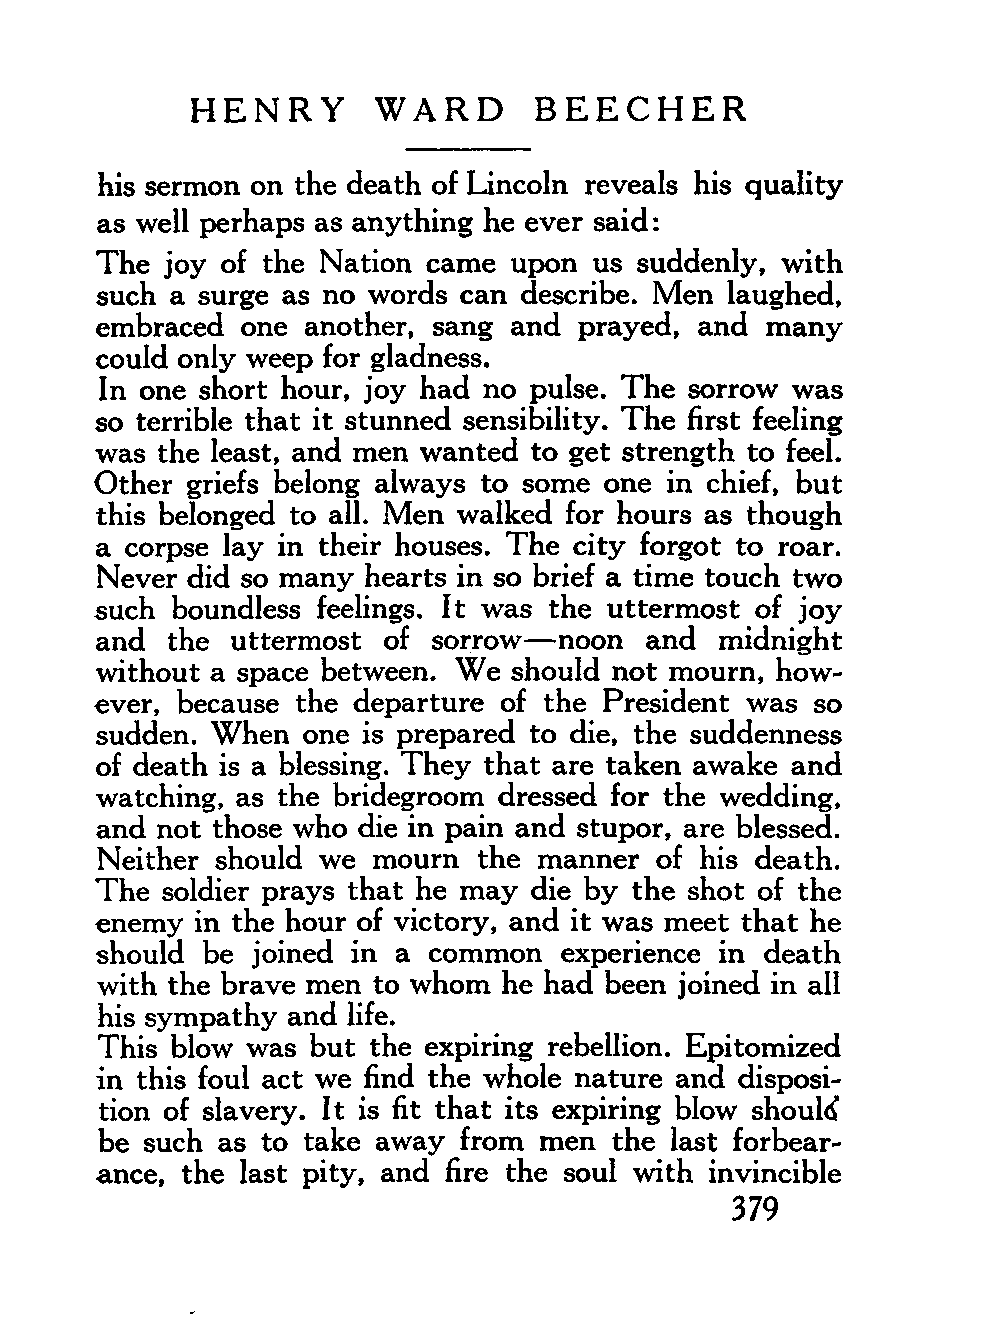 HENRY WARD BEECHER
his sermon on the death of Lincoln reveals his quality
as well perhaps as anything he ever said:
The joy of the Nation came upon us suddenly, with
such a surge as no words can describe. Men laughed,
embraced one another, sang and prayed, and many
could only weep for gladness.
In one short hour, joy had no pulse. The sorrow was
so terrible that it stunned sensibility. The first feeling
was the least, and men wanted to get strength to feel.
Other griefs belong always to some one in chief, but
this belonged to all. Men walked for hours as though
a corpse lay in their houses. The city forgot to roar.
Never did so many hearts in so brief a time touch two
such boundless feelings. It was the uttermost of joy
and the uttermost of sorrow—noon and midnight
without a space between. We should not mourn, how-
ever, because the departure of the President was so
sudden. When one is prepared to die, the suddenness
of death is a blessing. They that are taken awake and
watching, as the bridegroom dressed for the wedding,
and not those who die in pain and stupor, are blessed.
Neither should we mourn the manner of his death.
The soldier prays that he may die by the shot of the
enemy in the hour of victory, and it was meet that he
should be joined in a common experience in death
with the brave men to whom he had been joined in all
his sympathy and life.
This blow was but the expiring rebellion. Epitomized
in this foul act we find the whole nature and disposi-
tion of slavery. It is fit that its expiring blow should
be such as to take away from men the last forbear-
ance, the last pity, and fire the soul with invincible
379